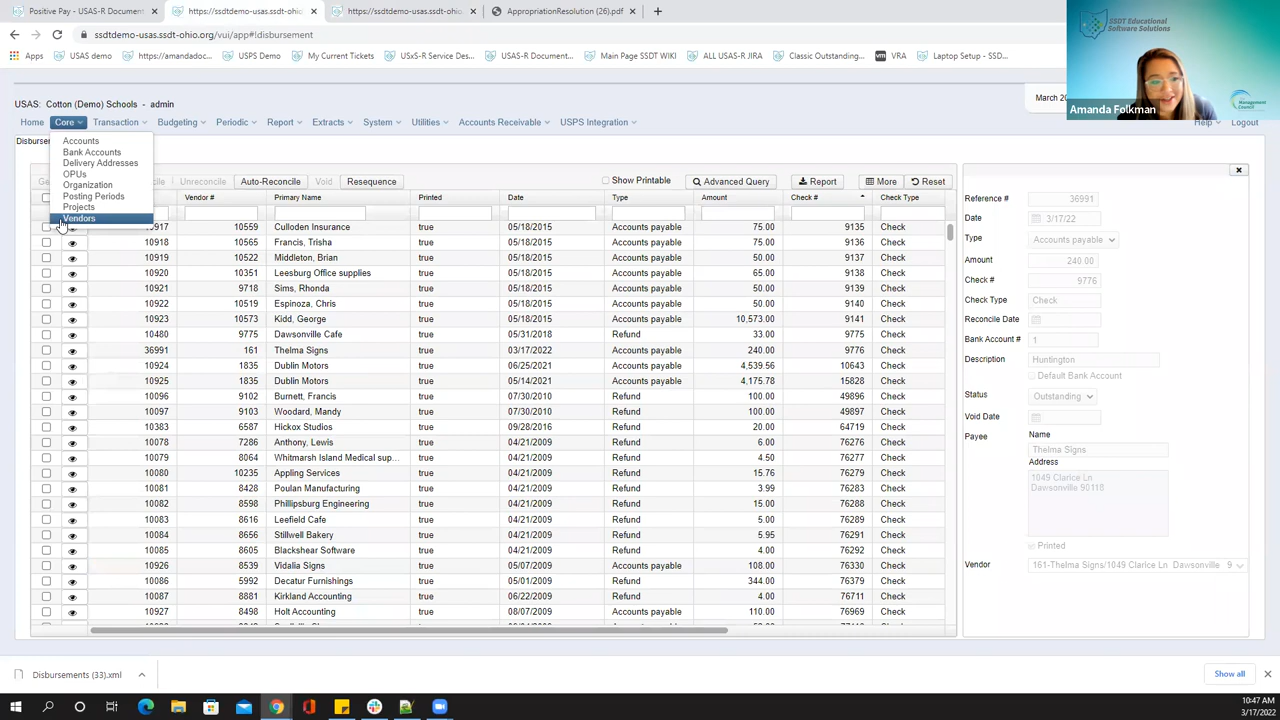 Positive Pay - USAS-R Document
https://ssdtdemo-usas.ssdt-ohio.org/
https://ssdtdemo-usas.ssdt-ohio.
AppropriationResolution (26).pdf
ssdtdemo-usas.ssdt-ohio.org/vui/app#!disbursement
Apps
USAS demo
https://amandadoc...
USPS Demo
My Current Tickets
USxS-R Service Des...
USAS-R Document...
Main Page SSDT WIKI
ALL USAS-R JIRA
Classic Outstanding...
VRA
Laptop Setup - SSD...
SSDT Educational
Software Solutions
Amanda Folkman
Management
Council
USAS: Cotton (Demo) Schools - admin
March 20
Home Core Transaction Budgeting Periodic Report Extracts System Utilities Accounts Receivable USPS Integration Help Logout
Disburse
Accounts
Bank Accounts
Delivery Addresses
OPUs
Organization
Posting Periods
Projects
Vendors
Unreconcile Auto-Reconcile Void Resequence Show Printable Advanced Query Report More Reset
Vendor # Primary Name Printed Date Type Amount Check # Check Type
10917 10559 Culloden Insurance true 05/18/2015 Accounts payable 75.00 9135 Check
10918 10565 Francis, Trisha true 05/18/2015 Accounts payable 75.00 9136 Check
10919 10522 Middleton, Brian true 05/18/2015 Accounts payable 50.00 9137 Check
10920 10351 Leesburg Office supplies true 05/18/2015 Accounts payable 65.00 9138 Check
10921 9718 Sims, Rhonda true 05/18/2015 Accounts payable 50.00 9139 Check
10922 10519 Espinoza, Chris true 05/18/2015 Accounts payable 50.00 9140 Check
10923 10573 Kidd, George true 05/18/2015 Accounts payable 10,573.00 9141 Check
10480 9775 Dawsonville Cafe true 05/31/2018 Refund 33.00 9775 Check
36991 161 Thelma Signs true 03/17/2022 Accounts payable 240.00 9776 Check
10924 1835 Dublin Motors true 06/25/2021 Accounts payable 4,539.56 10643 Check
10925 1835 Dublin Motors true 05/14/2021 Accounts payable 4,175.78 15828 Check
10096 9102 Burnett, Francis true 07/30/2010 Refund 100.00 49896 Check
10097 9103 Woodard, Mandy true 07/30/2010 Refund 100.00 49897 Check
10383 6587 Hickox Studios true 09/28/2016 Refund 20.00 64719 Check
10078 7286 Anthony, Lewis true 04/21/2009 Refund 6.00 76276 Check
10079 8064 Whitmarsh Island Medical sup... true 04/21/2009 Refund 4.50 76277 Check
10080 10235 Appling Services true 04/21/2009 Refund 15.76 76279 Check
10081 8428 Poulan Manufacturing true 04/21/2009 Refund 3.99 76283 Check
10082 8598 Phillipsburg Engineering true 04/21/2009 Refund 15.00 76288 Check
10083 8616 Leefield Cafe true 04/21/2009 Refund 5.00 76289 Check
10084 8656 Stillwell Bakery true 04/21/2009 Refund 5.95 76291 Check
10085 8605 Blackshear Software true 04/21/2009 Refund 4.00 76292 Check
10926 8539 Vidalia Signs true 05/07/2009 Accounts payable 108.00 76330 Check
10086 5992 Decatur Furnishings true 05/01/2009 Refund 344.00 76379 Check
10087 8881 Kirkland Accounting true 06/22/2009 Refund 4.00 76711 Check
10927 8498 Holt Accounting true 08/07/2009 Accounts payable 110.00 76969 Check
Reference # 36991
Date 3/17/22
Type Accounts payable
Amount 240.00
Check # 9776
Check Type Check
Reconcile Date
Bank Account # 1
Description Huntington
Default Bank Account
Status Outstanding
Void Date
Payee Name
Thelma Signs
Address
1049 Clarice Ln
Dawsonville 90118
Printed
Vendor 161-Thelma Signs/1049 Clarice Ln Dawsonville 9
Disbursements (33).xml
Show all
10:47 AM
3/17/2022